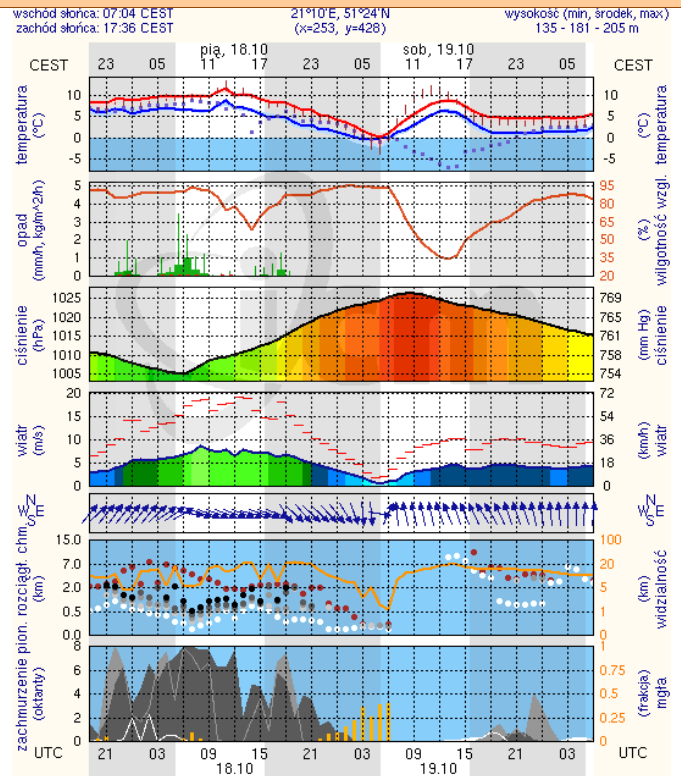 wschód słońca: 07:04 CEST 21°10'E, 51°24'N wysokość (min, środek, max)
zachód słońca: 17:36 CEST (x=253, y=428) 135 - 181 - 205 m
pią, 18.10 sob, 19.10
CEST 23 05 11 17 23 05 11 17 23 05 CEST
temperatura (°C)
10
5
0
-5
10
5
0
-5
temperatura (°C)
opad (mm/h, kg/m^2/h)
5
4
3
2
1
0
95
80
65
50
35
20
(%) wilgotność wzgl.
ciśnienie (hPa)
1025
1020
1015
1010
1005
769
765
761
758
754
(mm Hg) ciśnienie
wiatr (m/s)
20
15
10
5
0
72
54
36
18
0
(km/h) wiatr
N
W E
S
N
W E
S
pion. rozciągł. chm. (km)
15.0
7.0
2.0
0.5
0.0
100
20
5
1
0
(km) widzialność
zachmurzenie (oktanty)
8
6
4
2
0
1
0.75
0.5
0.25
0
(frakcja) mgła
UTC 21 03 09 15 21 03 09 15 21 03 UTC
18.10 19.10
icm